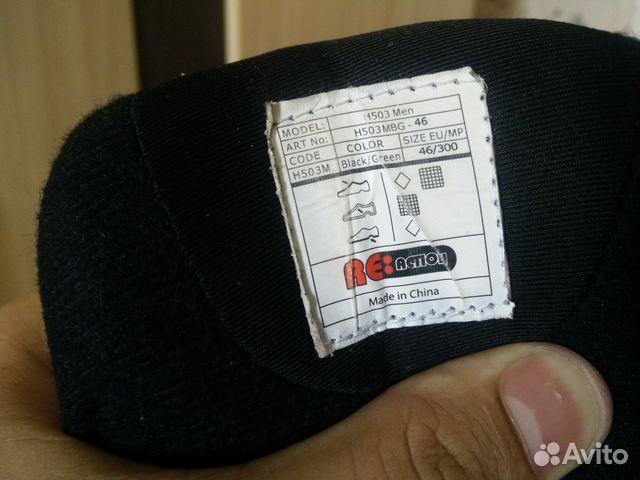 MODEL: H503 Men
ART No: H503MBG - 46
CODE COLOR SIZE EU/MP
H503M Black/Green 46/300
RE:ACTION
Made in China
Avito